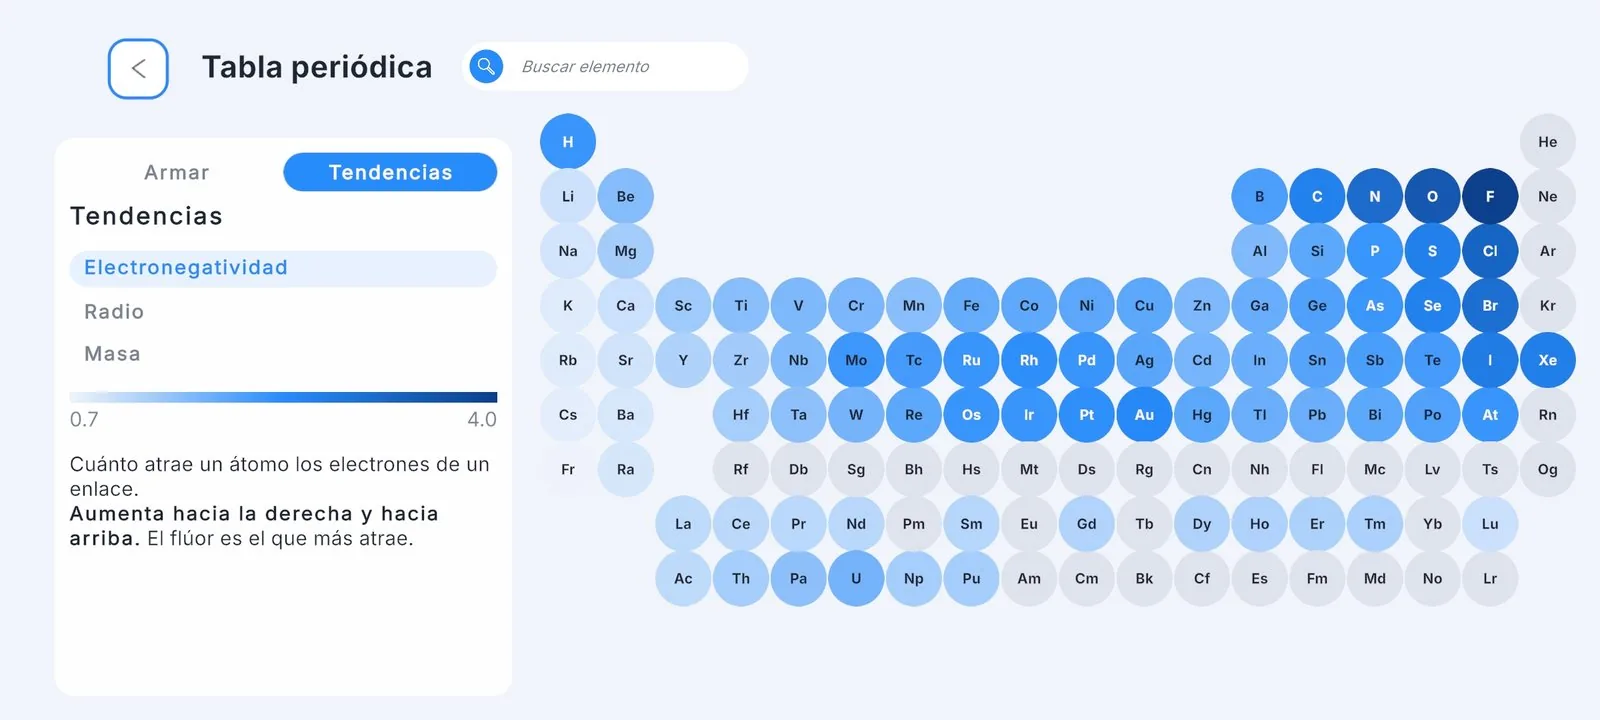 Tabla periódica
Buscar elemento
Armar
Tendencias
Tendencias
Electronegatividad
Radio
Masa
0.7
4.0
Cuánto atrae un átomo los electrones de un
enlace.
Aumenta hacia la derecha y hacia
arriba. El flúor es el que más atrae.
H He
Li Be B C N O F Ne
Na Mg Al Si P S Cl Ar
K Ca Sc Ti V Cr Mn Fe Co Ni Cu Zn Ga Ge As Se Br Kr
Rb Sr Y Zr Nb Mo Tc Ru Rh Pd Ag Cd In Sn Sb Te I Xe
Cs Ba Hf Ta W Re Os Ir Pt Au Hg Tl Pb Bi Po At Rn
Fr Ra Rf Db Sg Bh Hs Mt Ds Rg Cn Nh Fl Mc Lv Ts Og
La Ce Pr Nd Pm Sm Eu Gd Tb Dy Ho Er Tm Yb Lu
Ac Th Pa U Np Pu Am Cm Bk Cf Es Fm Md No Lr